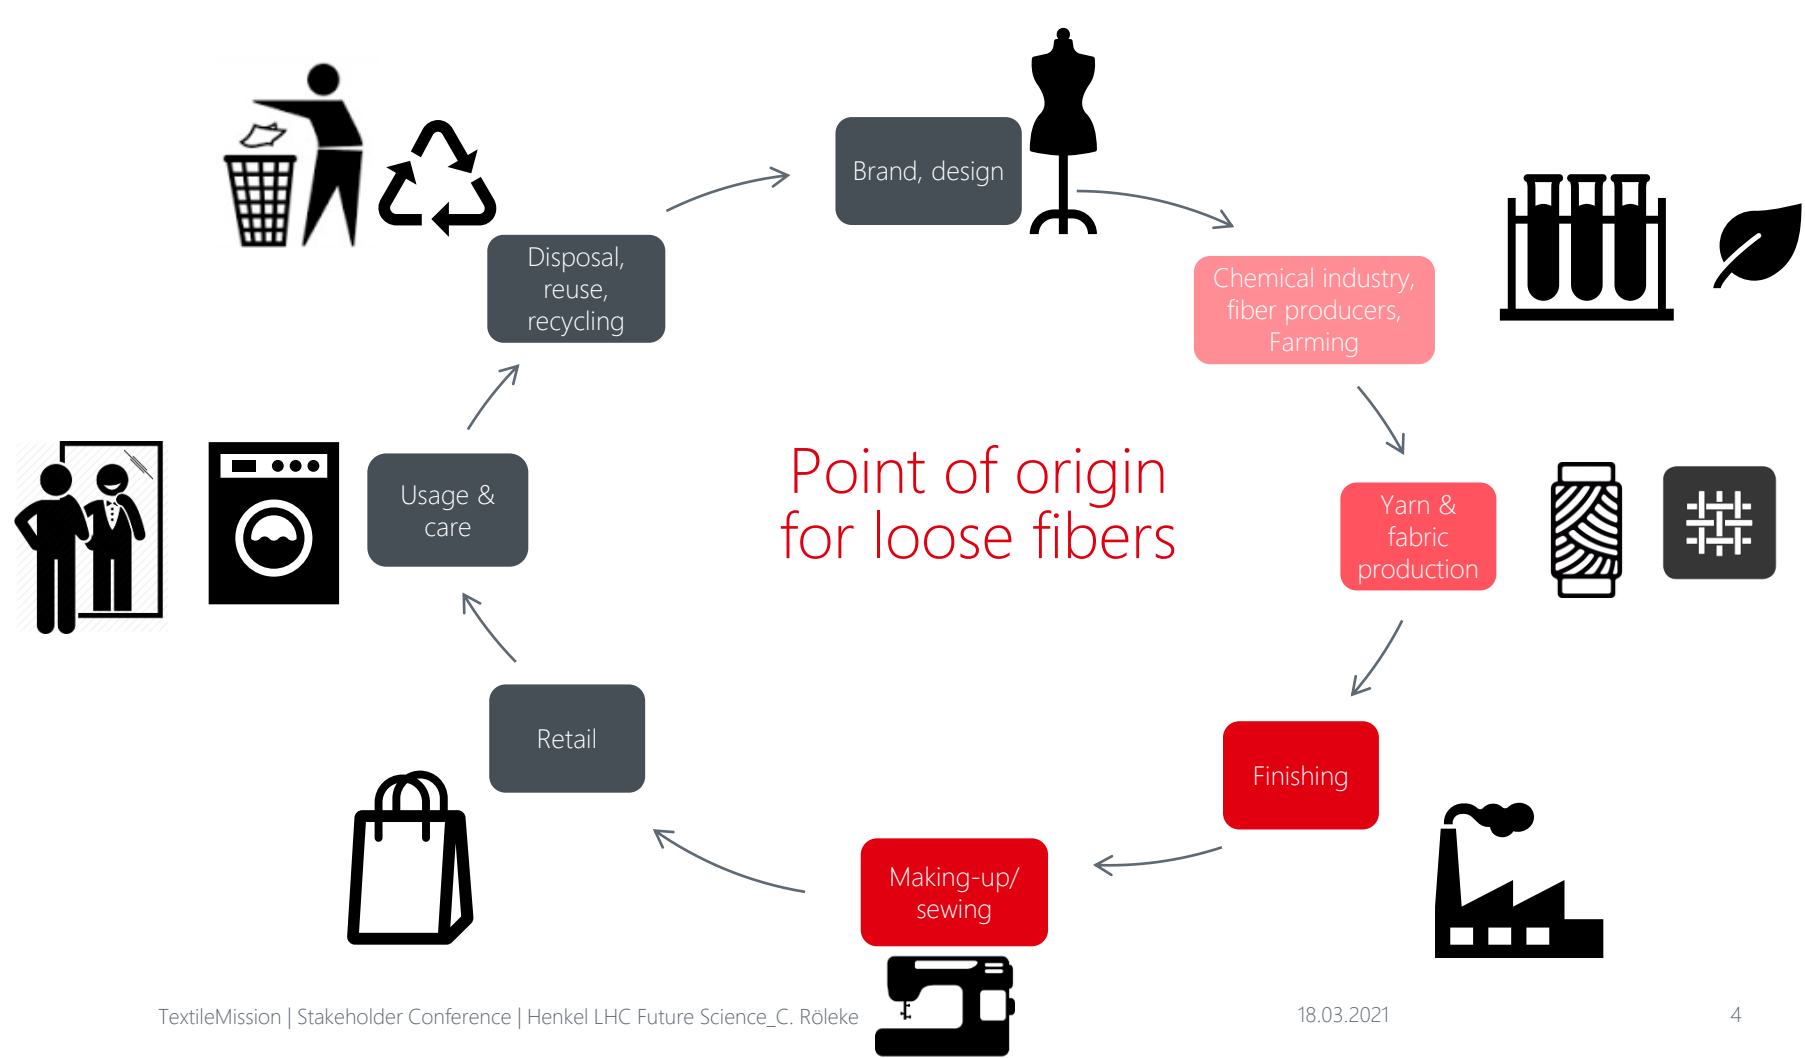 Brand, design
Chemical industry,
fiber producers,
Farming
Yarn &
fabric
production
Finishing
Making-up/
sewing
Retail
Usage &
care
Disposal,
reuse,
recycling
Point of origin
for loose fibers
TextileMission | Stakeholder Conference | Henkel LHC Future Science_C. Röleke
18.03.2021
4